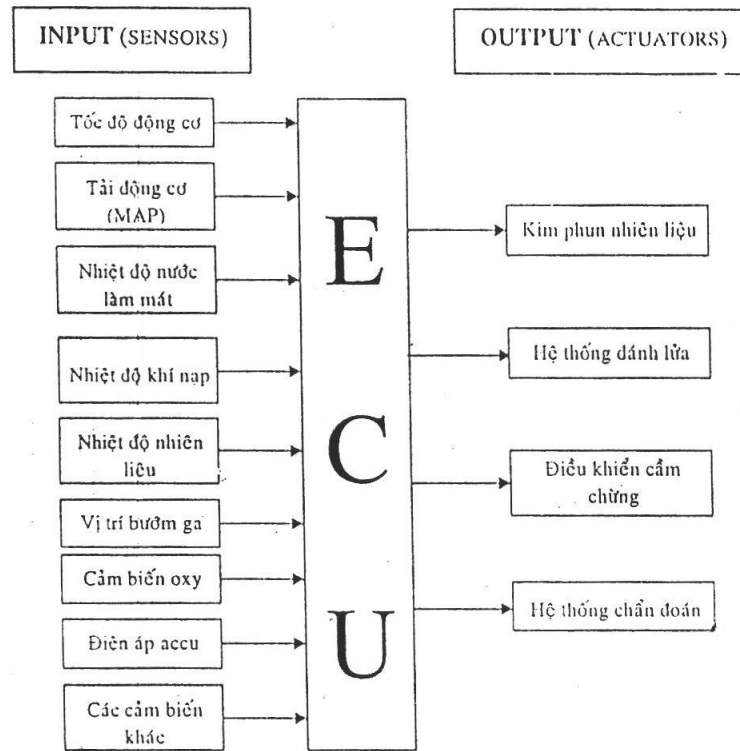 INPUT (SENSORS)
OUTPUT (ACTUATORS)
Tốc độ động cơ
Tải động cơ
(MAP)
Nhiệt độ nước
làm mát
Nhiệt độ khí nạp
Nhiệt độ nhiên
liệu
Vị trí bướm ga
Cảm biến oxy
Điên áp accu
Các cảm biến
khác
E
C
U
Kim phun nhiên liệu
Hệ thống đánh lửa
Điều khiển cầm
chừng
Hệ thống chẩn đoán